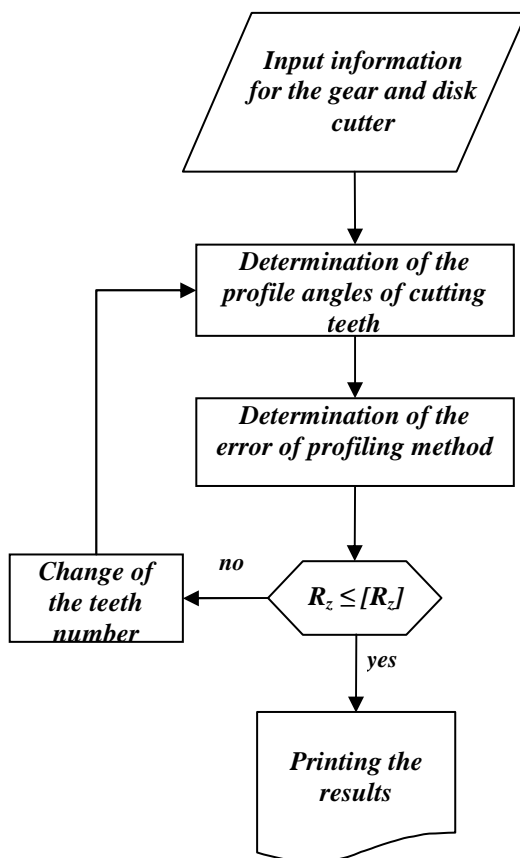 Input information
for the gear and disk
cutter
Determination of the
profile angles of cutting
teeth
Determination of the
error of profiling method
no
Change of
the teeth
number
Rz ≤ [Rz]
yes
Printing the
results